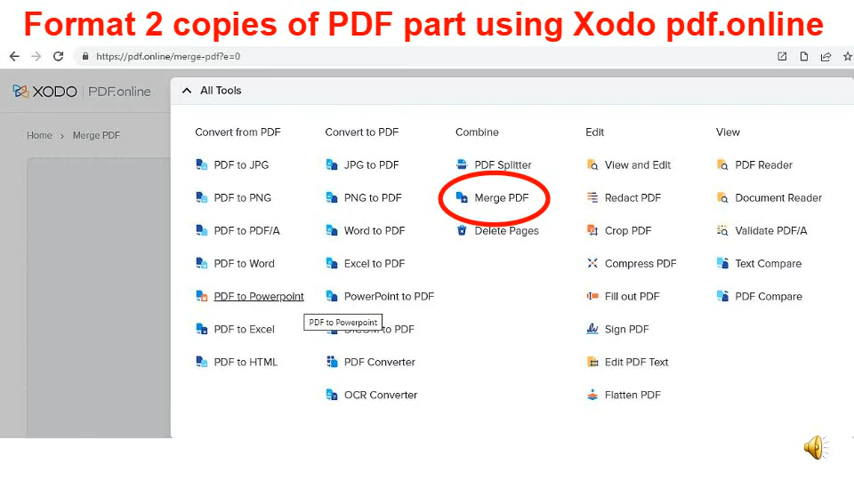 Format 2 copies of PDF part using Xodo pdf.online
https://pdf.online/merge-pdf?e=0
XODO | PDF.online
All Tools
Home > Merge PDF
Convert from PDF
PDF to JPG
PDF to PNG
PDF to PDF/A
PDF to Word
PDF to Powerpoint
PDF to Excel
PDF to HTML
Convert to PDF
JPG to PDF
PNG to PDF
Word to PDF
Excel to PDF
PowerPoint to PDF
PDF to Powerpoint
to PDF
PDF Converter
OCR Converter
Combine
PDF Splitter
Merge PDF
Delete Pages
Edit
View and Edit
Redact PDF
Crop PDF
Compress PDF
Fill out PDF
Sign PDF
Edit PDF Text
Flatten PDF
View
PDF Reader
Document Reader
Validate PDF/A
Text Compare
PDF Compare